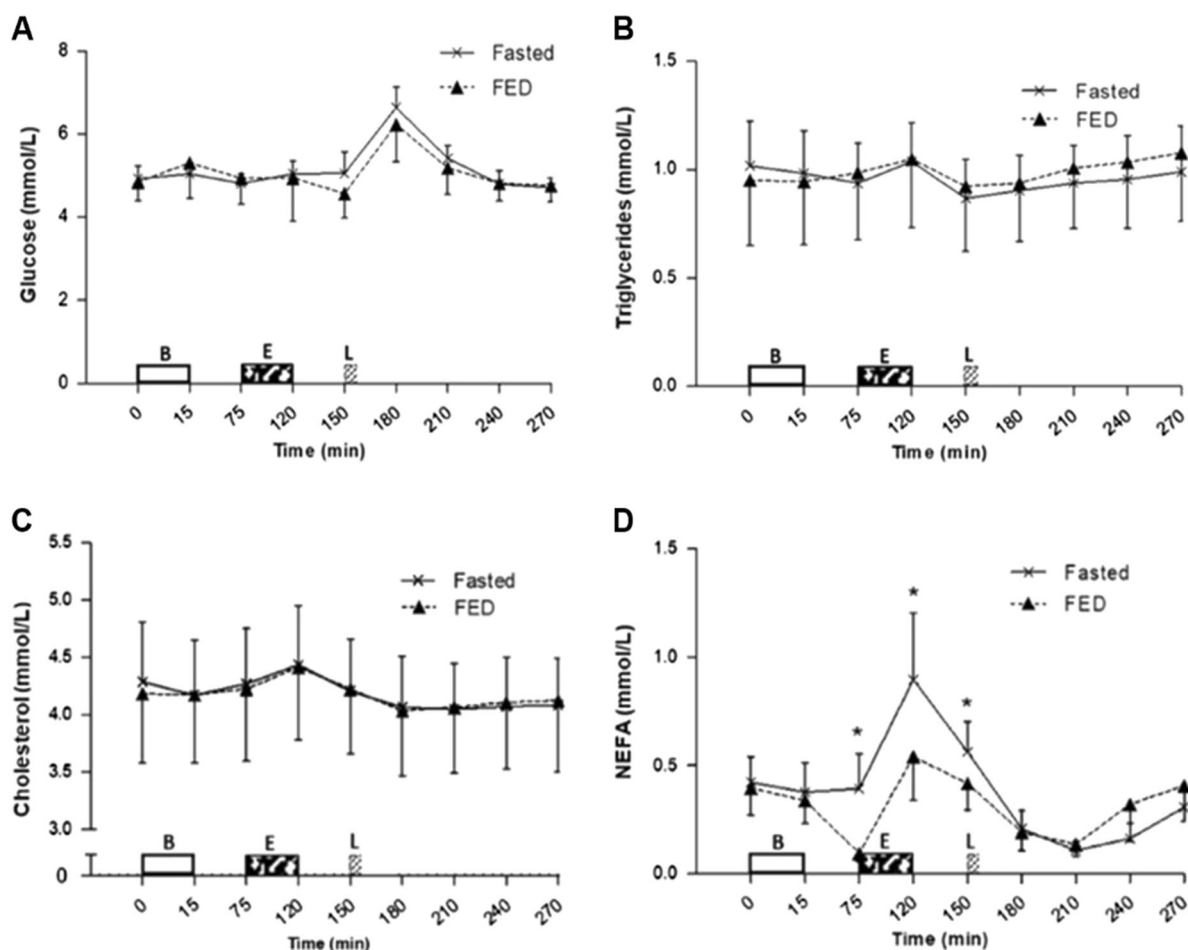 A
Glucose (mmol/L)
8
6
4
2
0
Fasted
FED
B
E
L
0 15 75 120 150 180 210 240 270
Time (min)
B
Triglycerides (mmol/L)
1.5
1.0
0.5
0.0
Fasted
FED
B
E
L
0 15 75 120 150 180 210 240 270
Time (min)
C
Cholesterol (mmol/L)
5.5
5.0
4.5
4.0
3.5
3.0
0
Fasted
FED
B
E
L
0 15 75 120 150 180 210 240 270
Time (min)
D
NEFA (mmol/L)
1.5
1.0
0.5
0.0
Fasted
FED
*
*
*
B
E
L
0 15 75 120 150 180 210 240 270
Time (min)